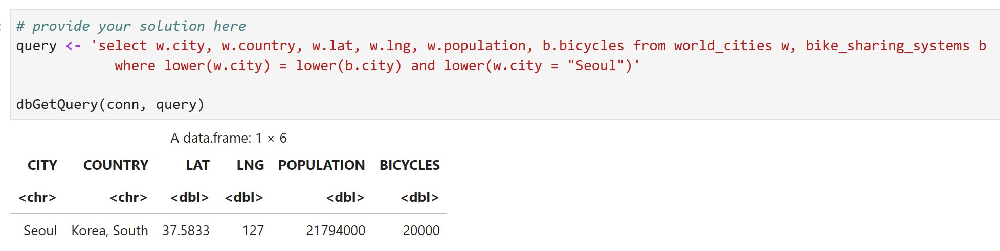 # provide your solution here
query <- 'select w.city, w.country, w.lat, w.lng, w.population, b.bicycles from world_cities w, bike_sharing_systems b
where lower(w.city) = lower(b.city) and lower(w.city = "Seoul")'
dbGetQuery(conn, query)
A data.frame: 1 × 6
CITY COUNTRY LAT LNG POPULATION BICYCLES
<chr> <chr> <dbl> <dbl> <dbl> <dbl>
Seoul Korea, South 37.5833 127 21794000 20000